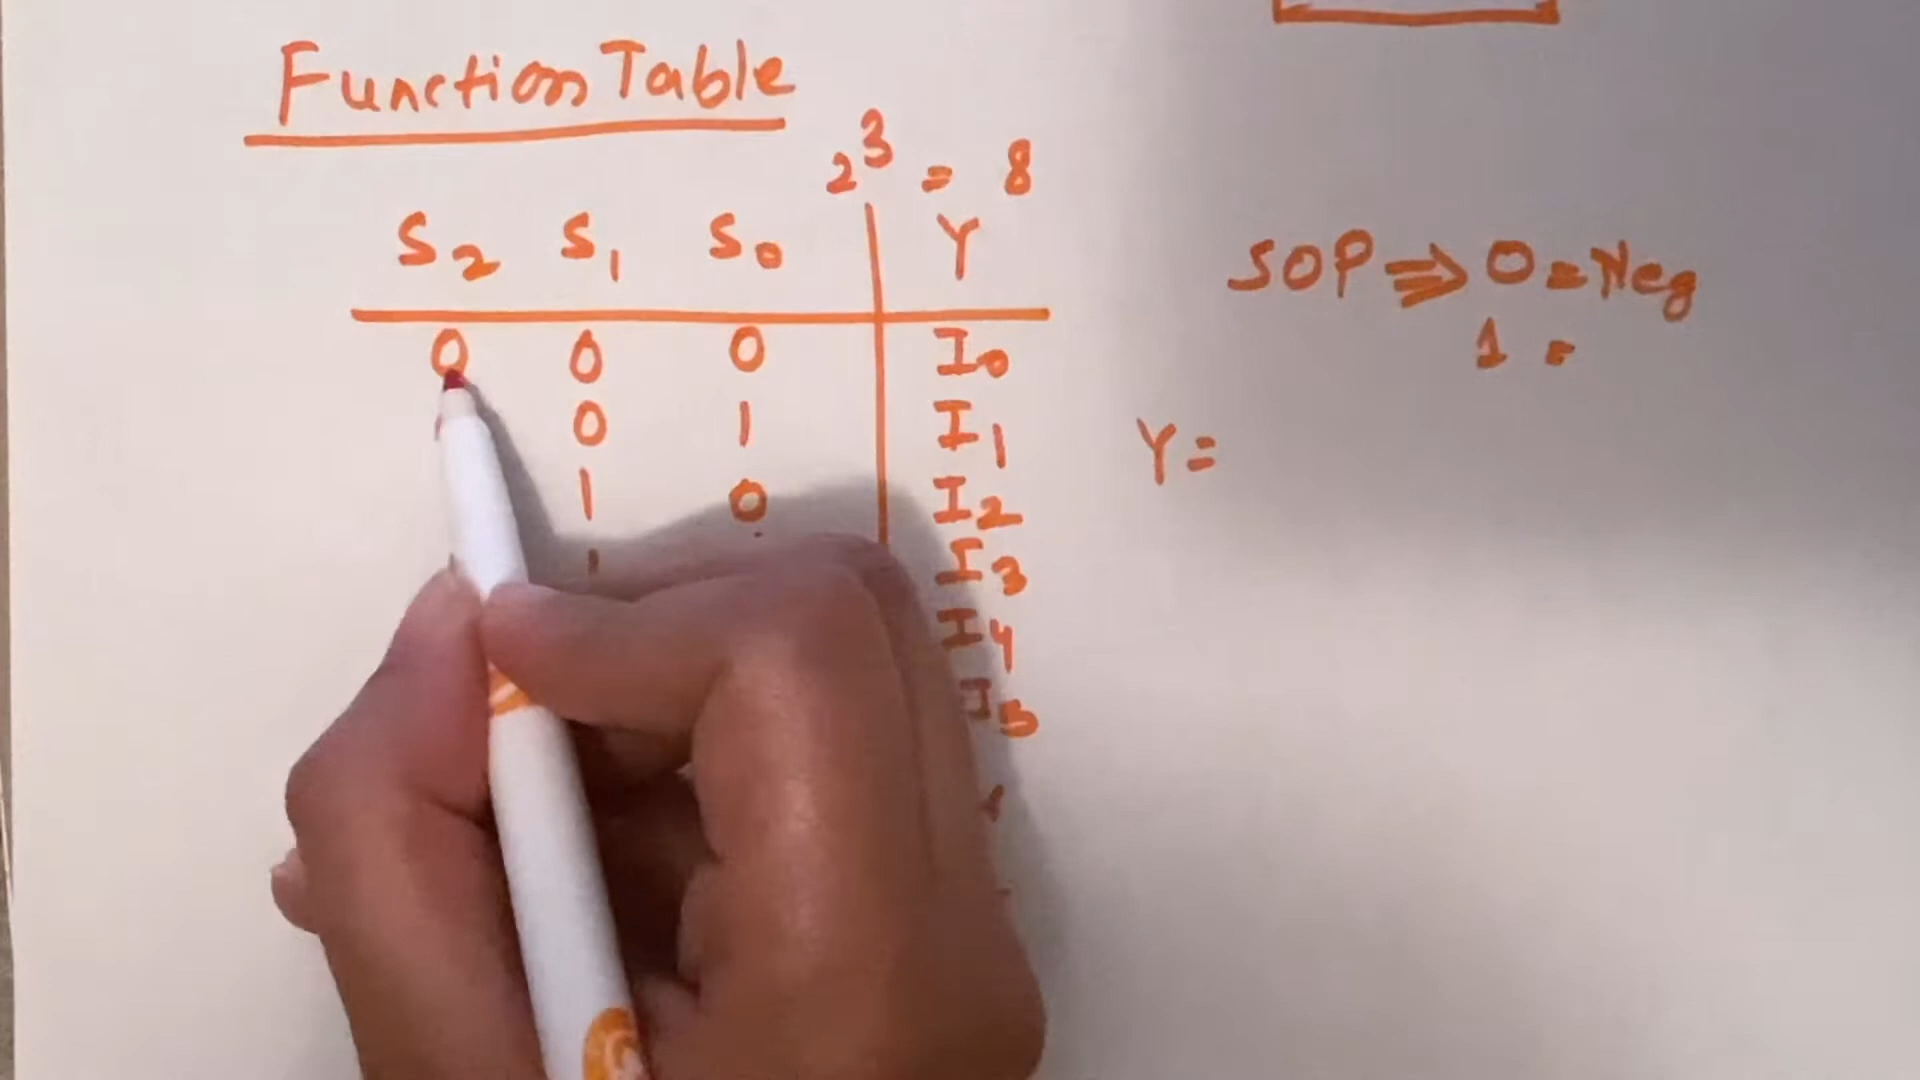 Function Table
2³ = 8
S₂ S₁ S₀ Y
0 0 0 I₀
0 1 I₁
1 0 I₂
1 I₃
I₄
I₅
SOP ⇒ 0 = Neg
1 =
Y =